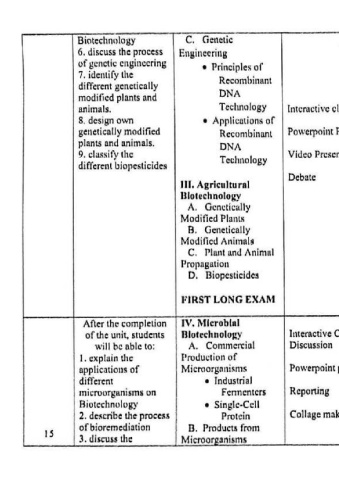 Biotechnology
6. discuss the process
of genetic engineering
7. identify the
different genetically
modified plants and
animals.
8. design own
genetically modified
plants and animals.
9. classify the
different biopesticides
C. Genetic
Engineering
• Principles of
Recombinant
DNA
Technology
• Applications of
Recombinant
DNA
Technology
III. Agricultural
Biotechnology
A. Genetically
Modified Plants
B. Genetically
Modified Animals
C. Plant and Animal
Propagation
D. Biopesticides
FIRST LONG EXAM
Interactive cl
Powerpoint P
Video Presen
Debate
15
After the completion
of the unit, students
will be able to:
1. explain the
applications of
different
microorganisms on
Biotechnology
2. describe the process
of bioremediation
3. discuss the
IV. Microbial
Biotechnology
A. Commercial
Production of
Microorganisms
• Industrial
Fermenters
• Single-Cell
Protein
B. Products from
Microorganisms
Interactive C
Discussion
Powerpoint p
Reporting
Collage mak